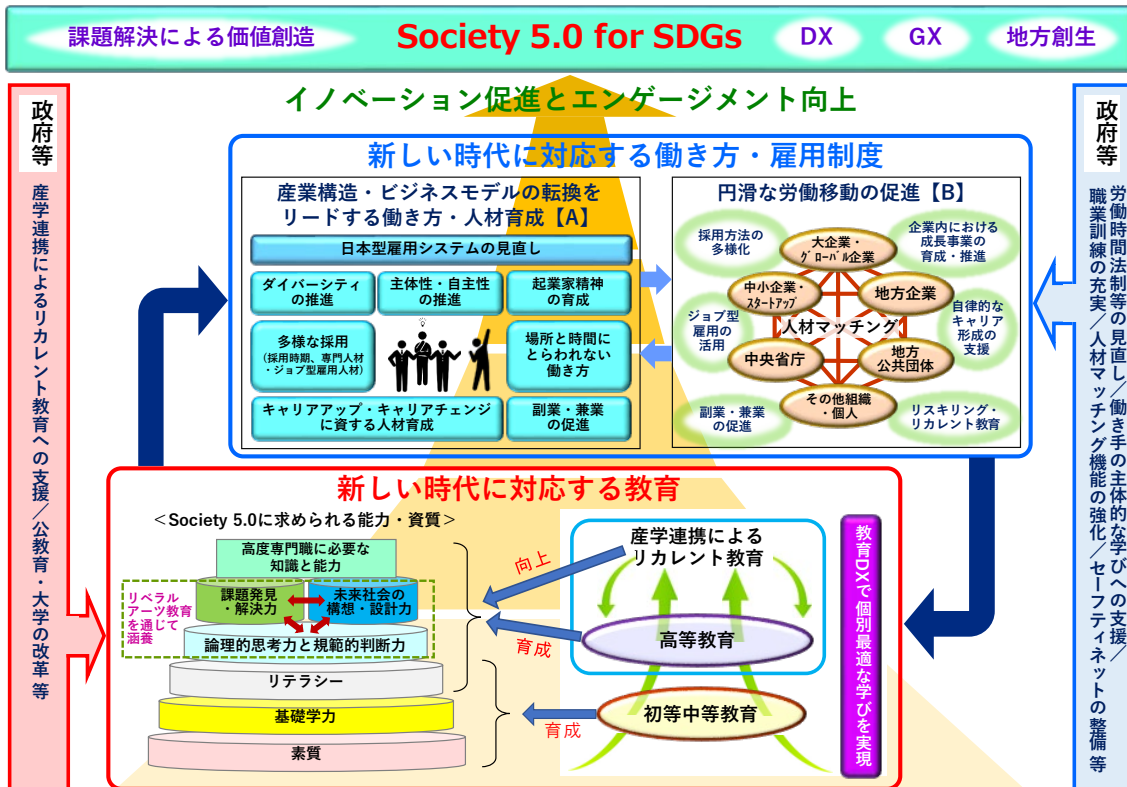 課題解決による価値創造
Society 5.0 for SDGs
DX
GX
地方創生
イノベーション促進とエンゲージメント向上
政府等
産学連携によるリカレント教育への支援／公教育・大学の改革 等
新しい時代に対応する働き方・雇用制度
産業構造・ビジネスモデルの転換を
リードする働き方・人材育成【A】
日本型雇用システムの見直し
ダイバーシティ
の推進
主体性・自主性
の推進
起業家精神
の育成
多様な採用
(採用時期、専門人材
・ジョブ型雇用人材)
場所と時間に
とらわれない
働き方
キャリアアップ・キャリアチェンジ
に資する人材育成
副業・兼業
の促進
円滑な労働移動の促進【B】
採用方法の
多様化
大企業・
グローバル企業
企業内における
成長事業の
育成・推進
中小企業・
スタートアップ
地方企業
ジョブ型
雇用の
活用
人材マッチング
自律的な
キャリア
形成の
支援
中央省庁
地方
公共団体
その他組織
・個人
副業・兼業
の促進
リスキリング・
リカレント教育
政府等
労働時間法制等の見直し／働き手の主体的な学びへの支援／
職業訓練の充実／人材マッチング機能の強化／セーフティネットの整備 等
新しい時代に対応する教育
＜Society 5.0に求められる能力・資質＞
高度専門職に必要な
知識と能力
リベラル
アーツ教育
を通じて
涵養
課題発見
・解決力
未来社会の
構想・設計力
論理的思考力と規範的判断力
リテラシー
基礎学力
素質
向上
育成
育成
産学連携による
リカレント教育
高等教育
初等中等教育
教育DXで個別最適な学びを実現